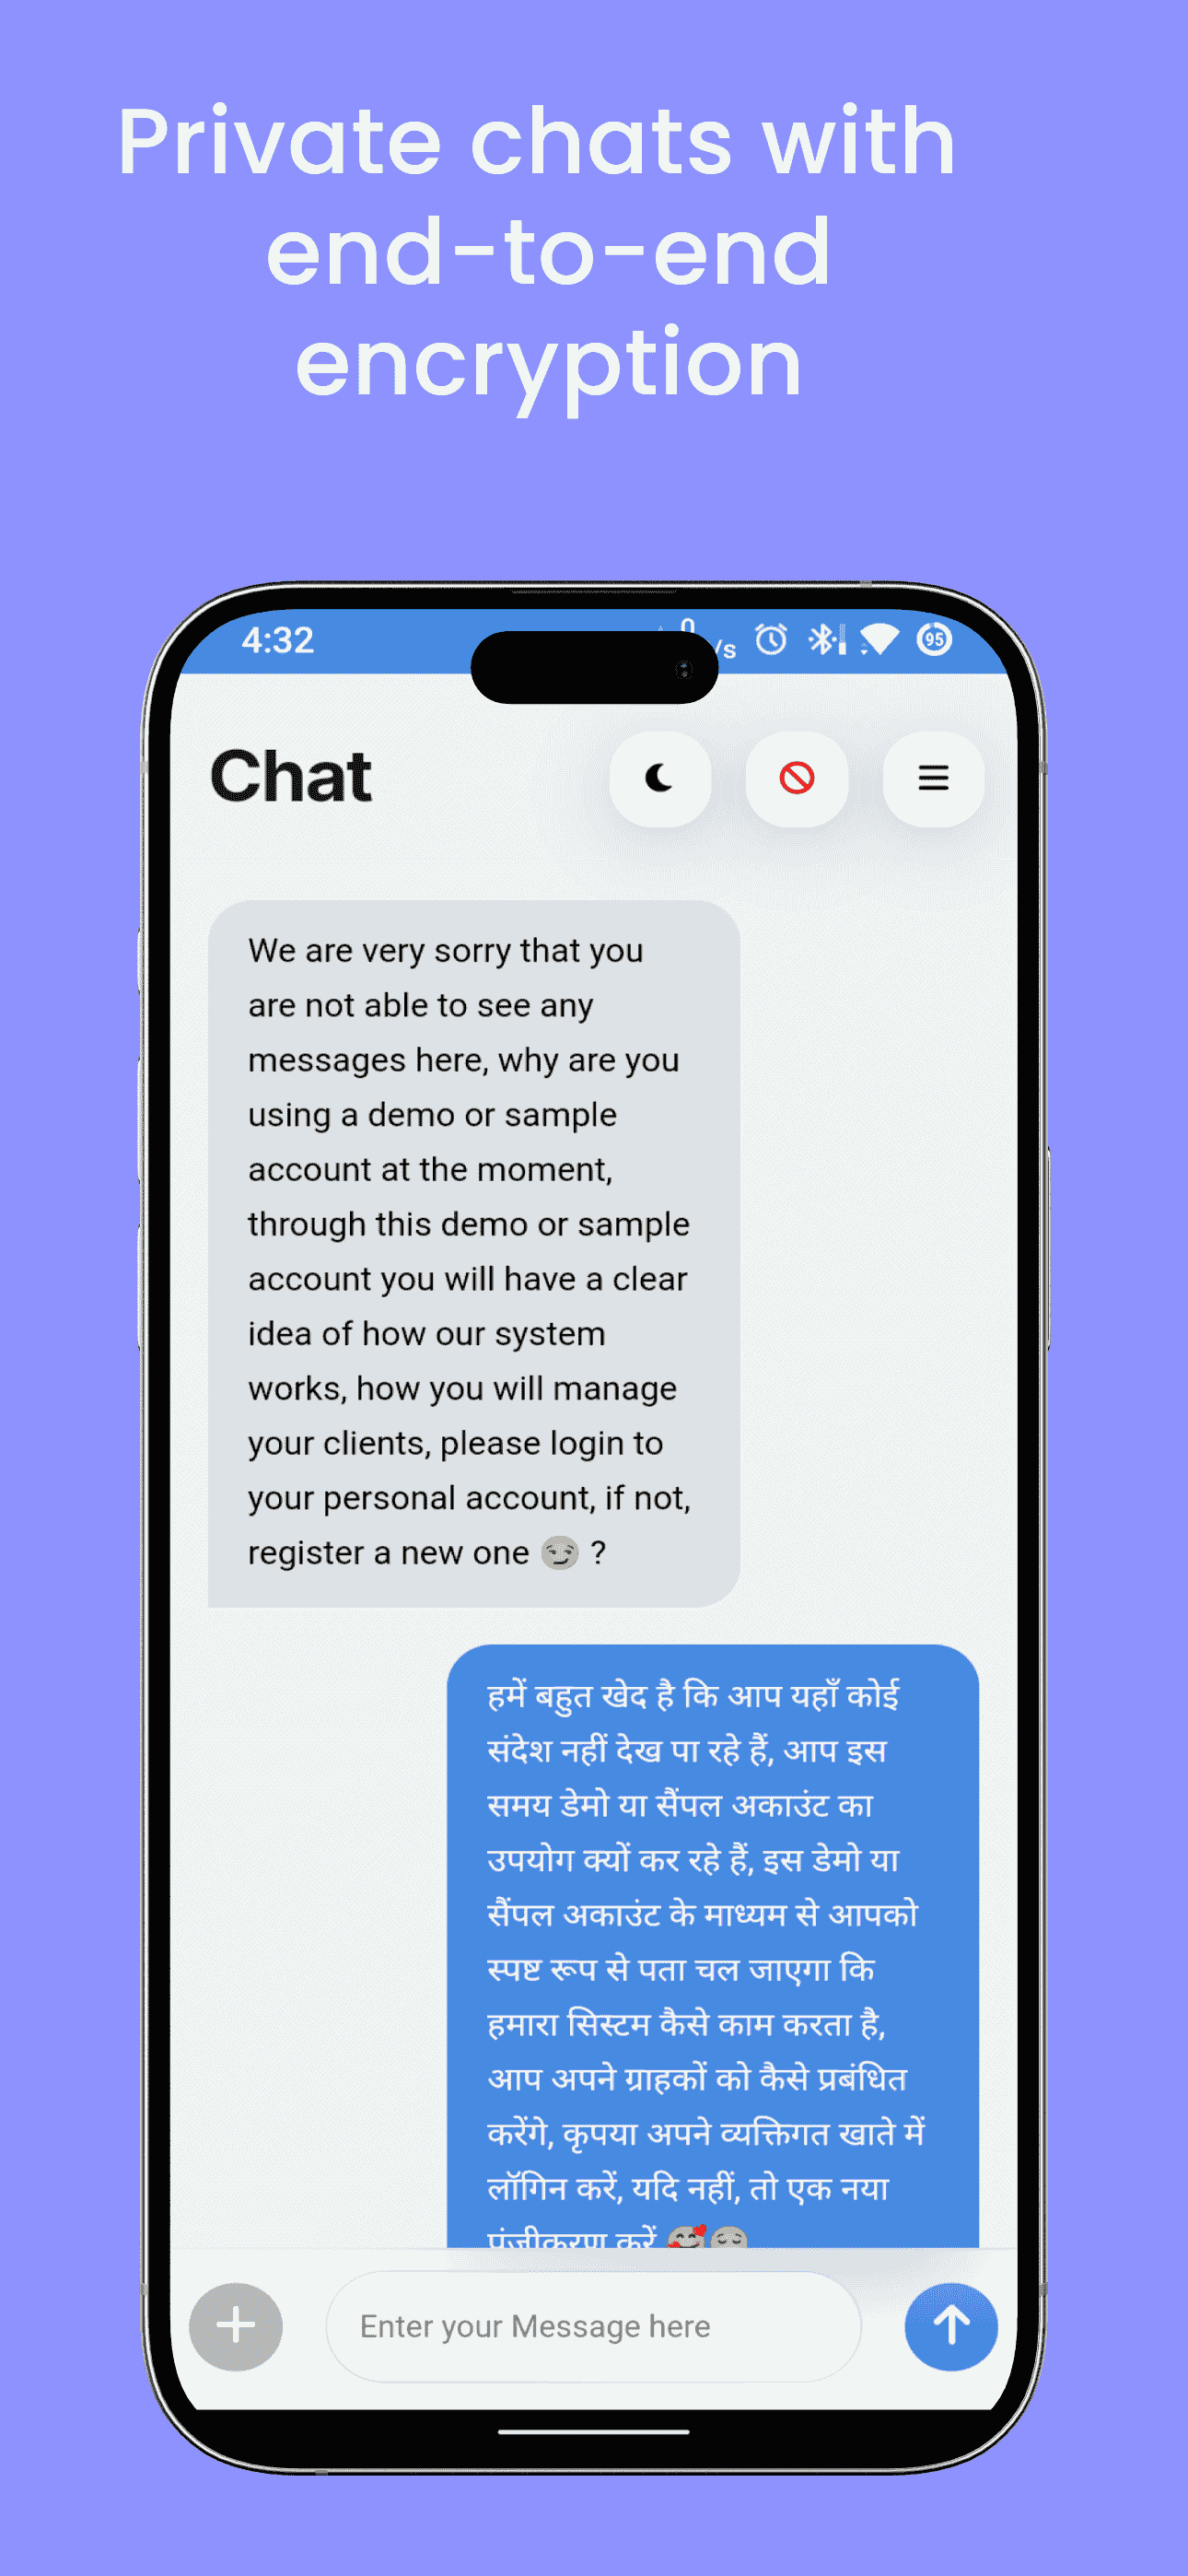 Private chats with
end-to-end
encryption
4:32
0
/s
95
Chat
We are very sorry that you
are not able to see any
messages here, why are you
using a demo or sample
account at the moment,
through this demo or sample
account you will have a clear
idea of how our system
works, how you will manage
your clients, please login to
your personal account, if not,
register a new one 😏 ?
हमें बहुत खेद है कि आप यहाँ कोई
संदेश नहीं देख पा रहे हैं, आप इस
समय डेमो या सैंपल अकाउंट का
उपयोग क्यों कर रहे हैं, इस डेमो या
सैंपल अकाउंट के माध्यम से आपको
स्पष्ट रूप से पता चल जाएगा कि
हमारा सिस्टम कैसे काम करता है,
आप अपने ग्राहकों को कैसे प्रबंधित
करेंगे, कृपया अपने व्यक्तिगत खाते में
लॉगिन करें, यदि नहीं, तो एक नया
पंजीकरण करें 🥰😌
Enter your Message here